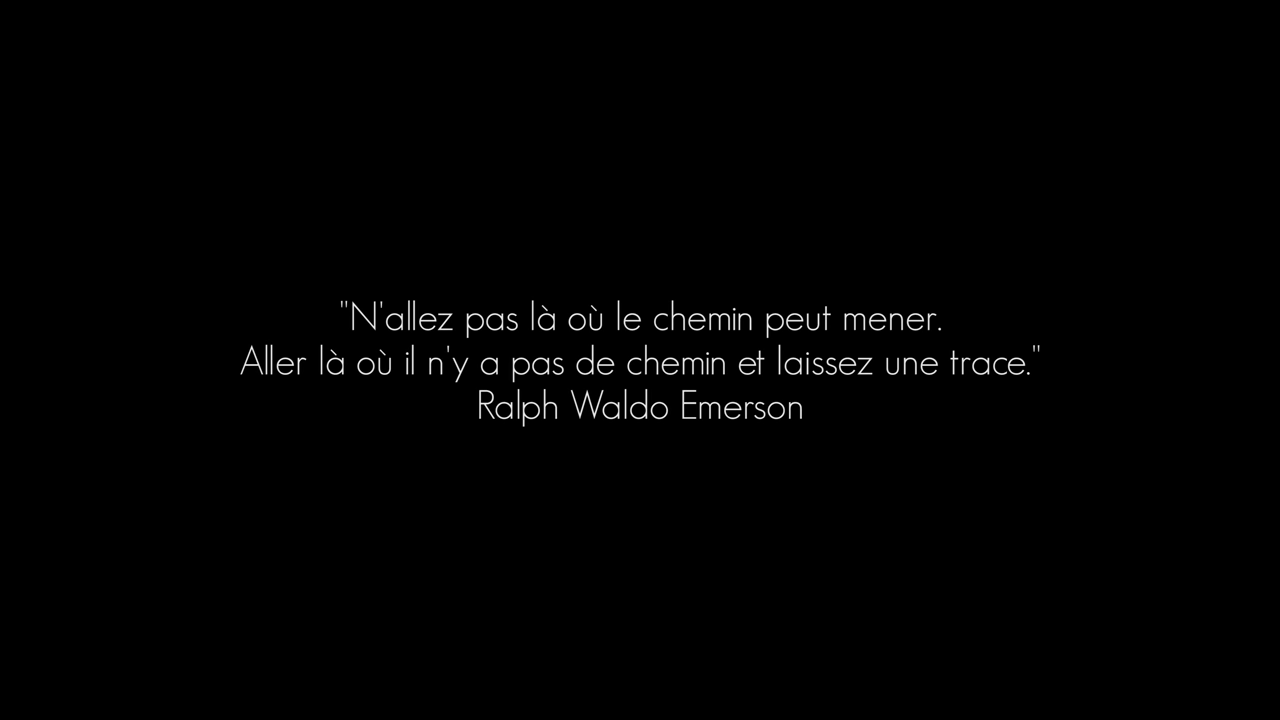 "N'allez pas là où le chemin peut mener.
Aller là où il n'y a pas de chemin et laissez une trace."
Ralph Waldo Emerson